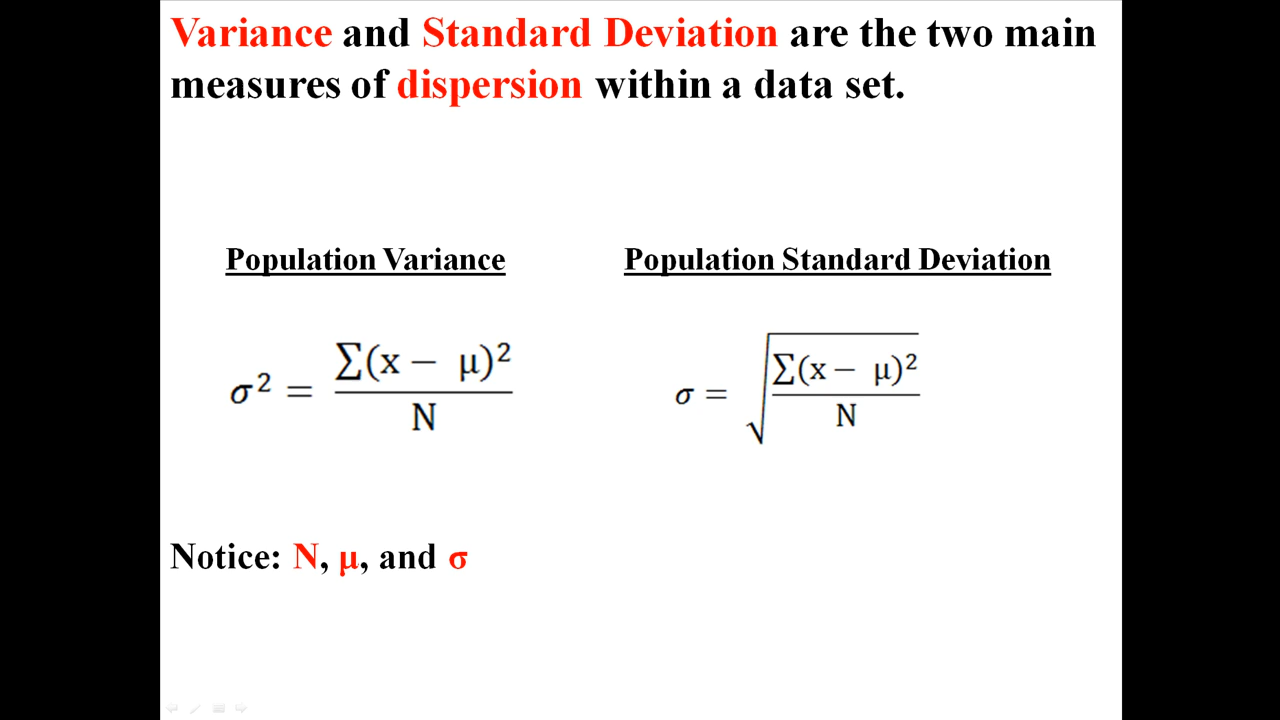 Variance and Standard Deviation are the two main
measures of dispersion within a data set.
Population Variance
Population Standard Deviation
σ² = ∑(x − μ)² / N
σ = √(∑(x − μ)² / N)
Notice: N, μ, and σ